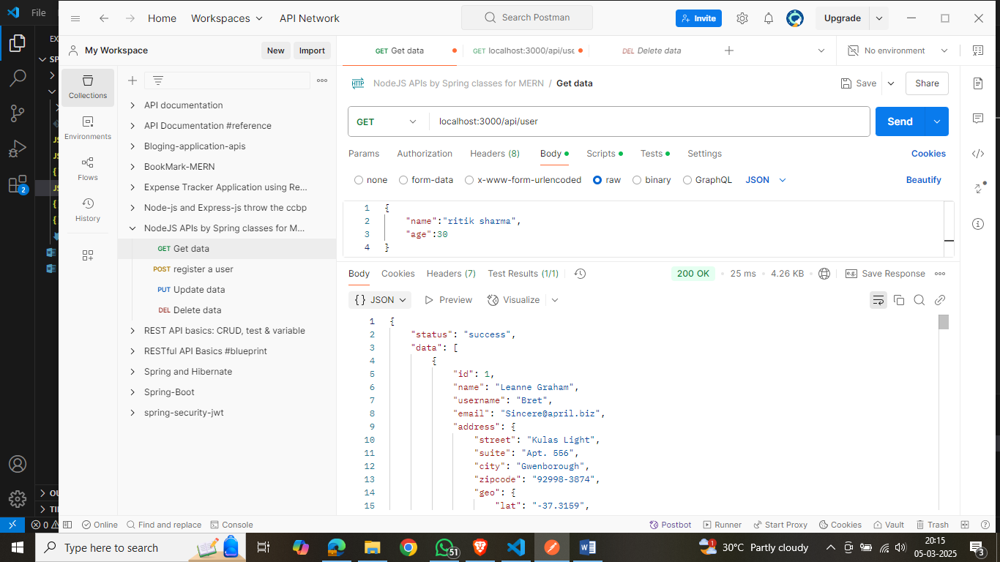 File
Home
Workspaces
API Network
Search Postman
Invite
Upgrade
My Workspace
New
Import
GET Get data
GET localhost:3000/api/use
DEL Delete data
No environment
Collections
Environments
Flows
History
API documentation
API Documentation #reference
Bloging-application-apis
BookMark-MERN
Expense Tracker Application using Re...
Node-js and Express-js throw the ccbp
NodeJS APIs by Spring classes for M...
GET Get data
POST register a user
PUT Update data
DEL Delete data
REST API basics: CRUD, test & variable
RESTful API Basics #blueprint
Spring and Hibernate
Spring-Boot
spring-security-jwt
HTTP NodeJS APIs by Spring classes for MERN / Get data
Save
Share
GET
localhost:3000/api/user
Send
Params
Authorization
Headers (8)
Body
Scripts
Tests
Settings
Cookies
none
form-data
x-www-form-urlencoded
raw
binary
GraphQL
JSON
Beautify
1 {
2 "name":"ritik sharma",
3 "age":30
4 }
Body
Cookies
Headers (7)
Test Results (1/1)
200 OK
25 ms
4.26 KB
e.g. Save Response
{} JSON
Preview
Visualize
1 {
2 "status": "success",
3 "data": [
4 {
5 "id": 1,
6 "name": "Leanne Graham",
7 "username": "Bret",
8 "email": "Sincere@april.biz",
9 "address": {
10 "street": "Kulas Light",
11 "suite": "Apt. 556",
12 "city": "Gwenborough",
13 "zipcode": "92998-3874",
14 "geo": {
15 "lat": "-37.3159",
2
0
Online
Find and replace
Console
Postbot
Runner
Start Proxy
Cookies
Vault
Trash
Type here to search
51
1
30°C Partly cloudy
20:15
05-03-2025
3